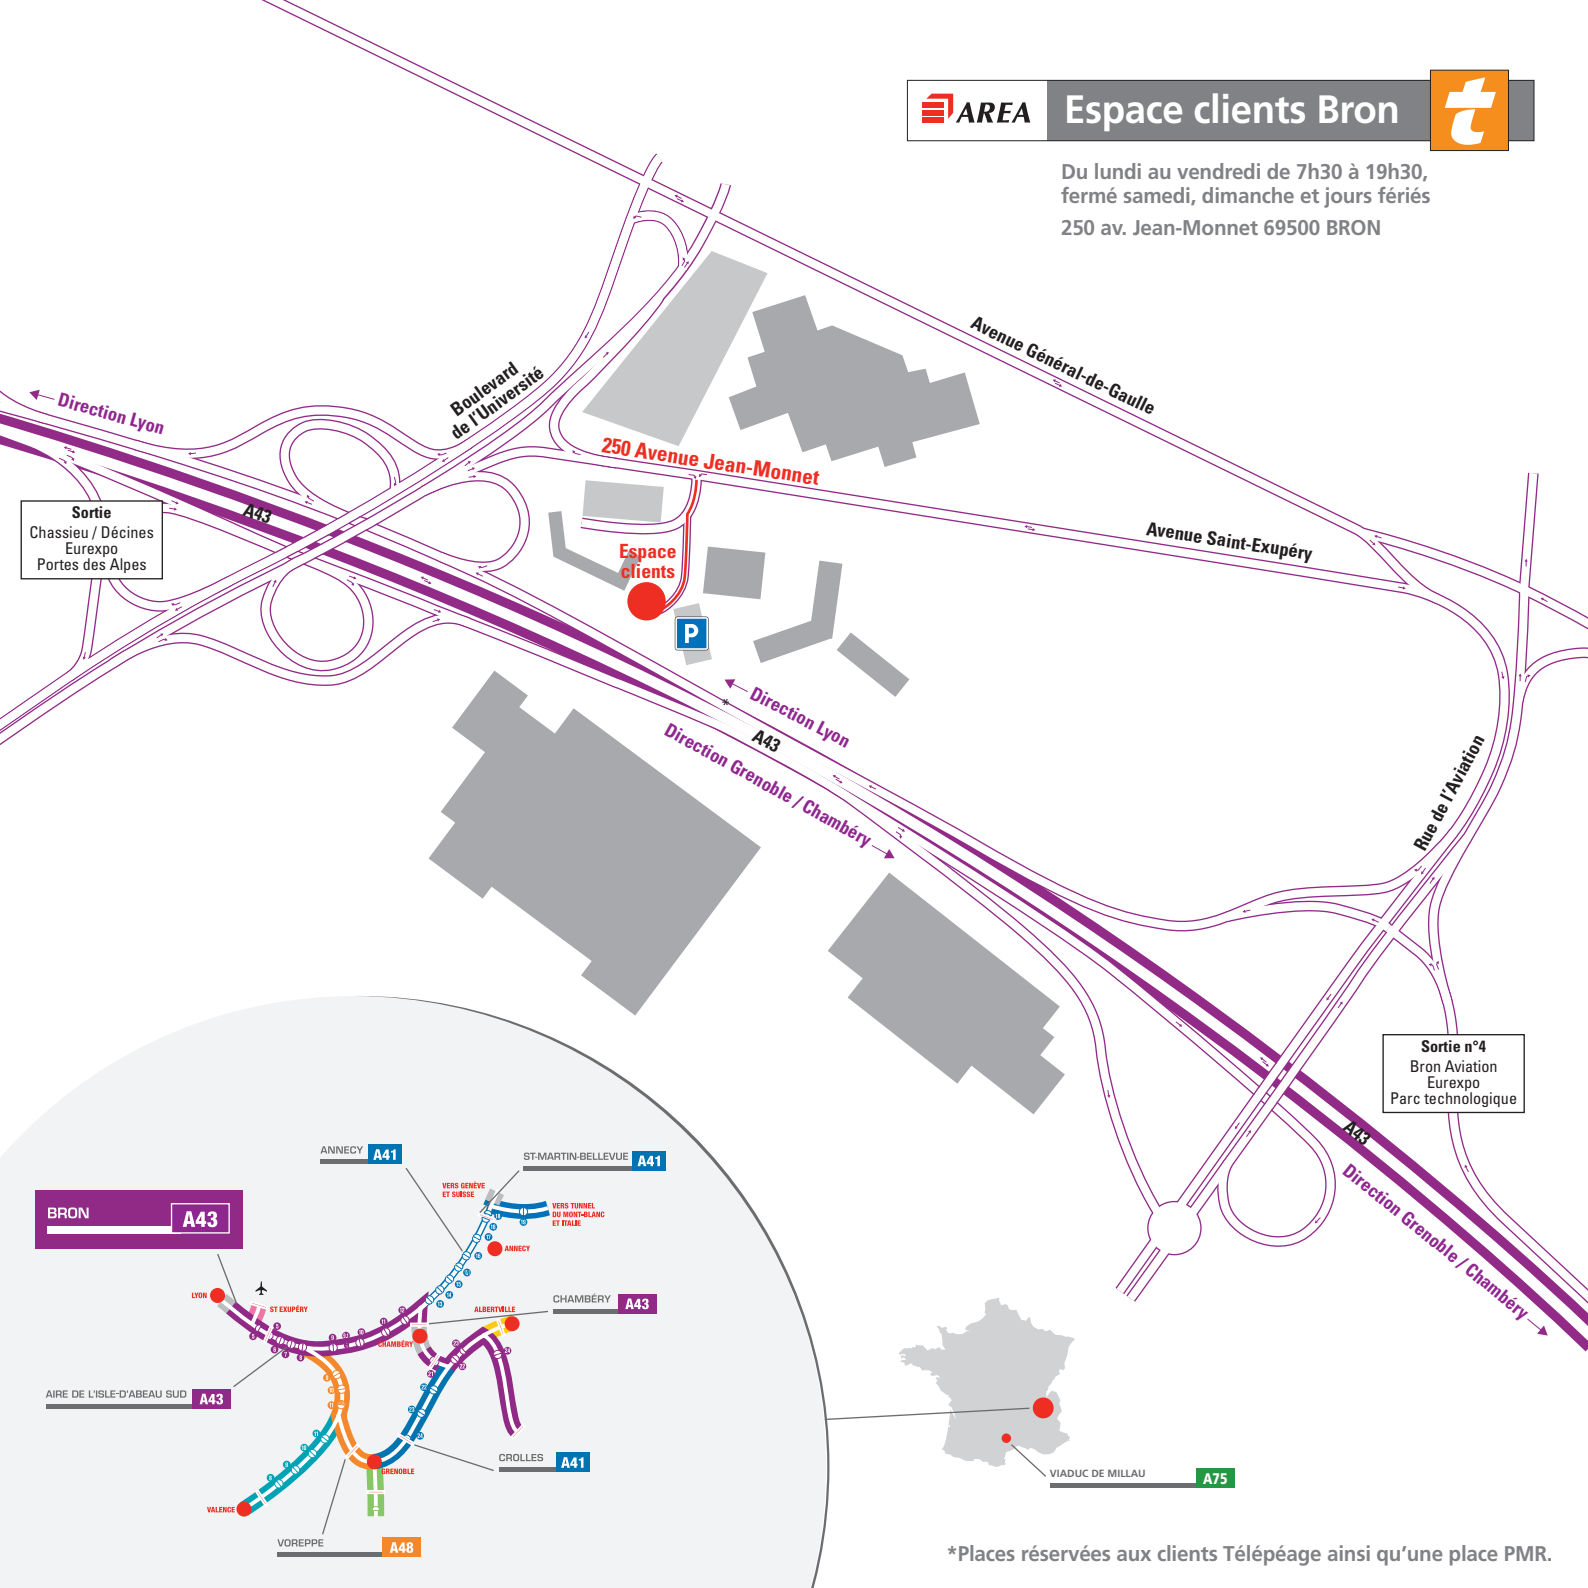 AREA
Espace clients Bron
t
Du lundi au vendredi de 7h30 à 19h30,
fermé samedi, dimanche et jours fériés
250 av. Jean-Monnet 69500 BRON
Avenue Général-de-Gaulle
Boulevard
de l'Université
Direction Lyon
250 Avenue Jean-Monnet
A43
Sortie
Chassieu / Décines
Eurexpo
Portes des Alpes
Avenue Saint-Exupéry
Espace
clients
P
*
Direction Lyon
A43
Direction Grenoble / Chambéry
Rue de l'Aviation
Sortie n°4
Bron Aviation
Eurexpo
Parc technologique
A43
Direction Grenoble / Chambéry
ANNECY A41
ST-MARTIN-BELLEVUE A41
VERS GENÈVE
ET SUISSE
VERS TUNNEL
DU MONT-BLANC
ET ITALIE
BRON A43
ANNECY
LYON
ST EXUPÉRY
CHAMBÉRY A43
ALBERTVILLE
CHAMBÉRY
AIRE DE L'ISLE-D'ABEAU SUD A43
CROLLES A41
GRENOBLE
VALENCE
VOREPPE A48
VIADUC DE MILLAU A75
*Places réservées aux clients Télépéage ainsi qu'une place PMR.